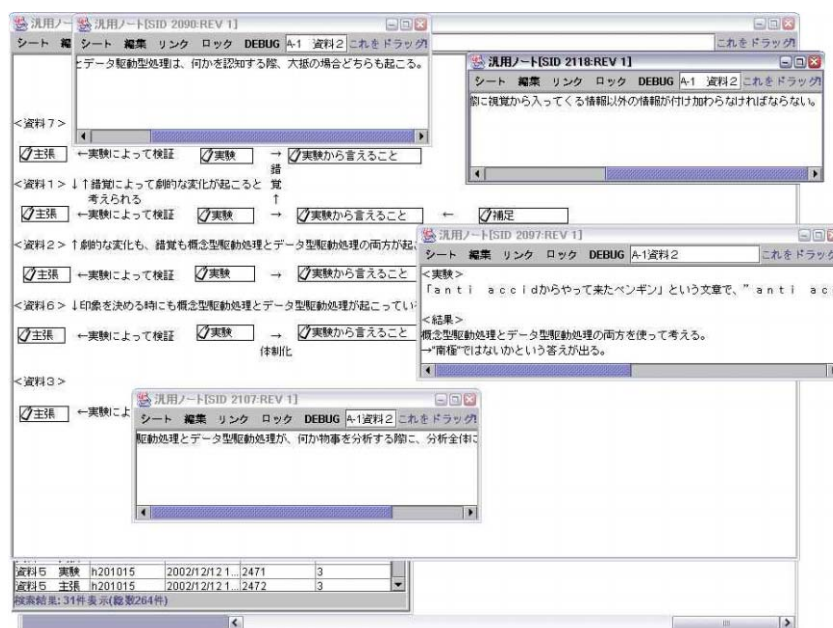 汎用ノート[SID 2090:REV 1]
シート 編集 リンク ロック DEBUG A-1 資料2 これをドラッグ
とデータ駆動型処理は、何かを認知する際、大抵の場合どちらも起こる。
汎用ノート[SID 2118:REV 1]
シート 編集 リンク ロック DEBUG A-1 資料2 これをドラッグ
際に視覚から入ってくる情報以外の情報が付け加わらなければならない。
汎用ノート
シート
これをドラッグ
<資料7>
主張 ←実験によって検証 実験 → 実験から言えること
錯覚
↑
<資料1>↓↑錯覚によって劇的な変化が起こると
考えられる
主張 ←実験によって検証 実験 → 実験から言えること ← 補足
<資料2>↑劇的な変化も、錯覚も概念型駆動処理とデータ型駆動処理の両方が起
主張 ←実験によって検証 実験 → 実験から言えること
<資料6>↓印象を決める時にも概念型駆動処理とデータ型駆動処理が起こってい
主張 ←実験によって検証 実験 → 実験から言えること
体制化
<資料3>
主張 ←実験によ
汎用ノート[SID 2097:REV 1]
シート 編集 リンク ロック DEBUG A-1資料2 これをドラッグ
<実験>
「anti accidからやって来たペンギン」という文章で、"anti acc
<結果>
概念型駆動処理とデータ型駆動処理の両方を使って考える。
→"南極"ではないかという答えが出る。
汎用ノート[SID 2107:REV 1]
シート 編集 リンク ロック DEBUG A-1資料2 これをドラッグ
駆動処理とデータ型駆動処理が、何か物事を分析する際に、分析全体に
資料5 実験 h201015 2002/12/12 1... 2471 3
資料5 主張 h201015 2002/12/12 1... 2472 3
検索結果: 31件表示(総数264件)